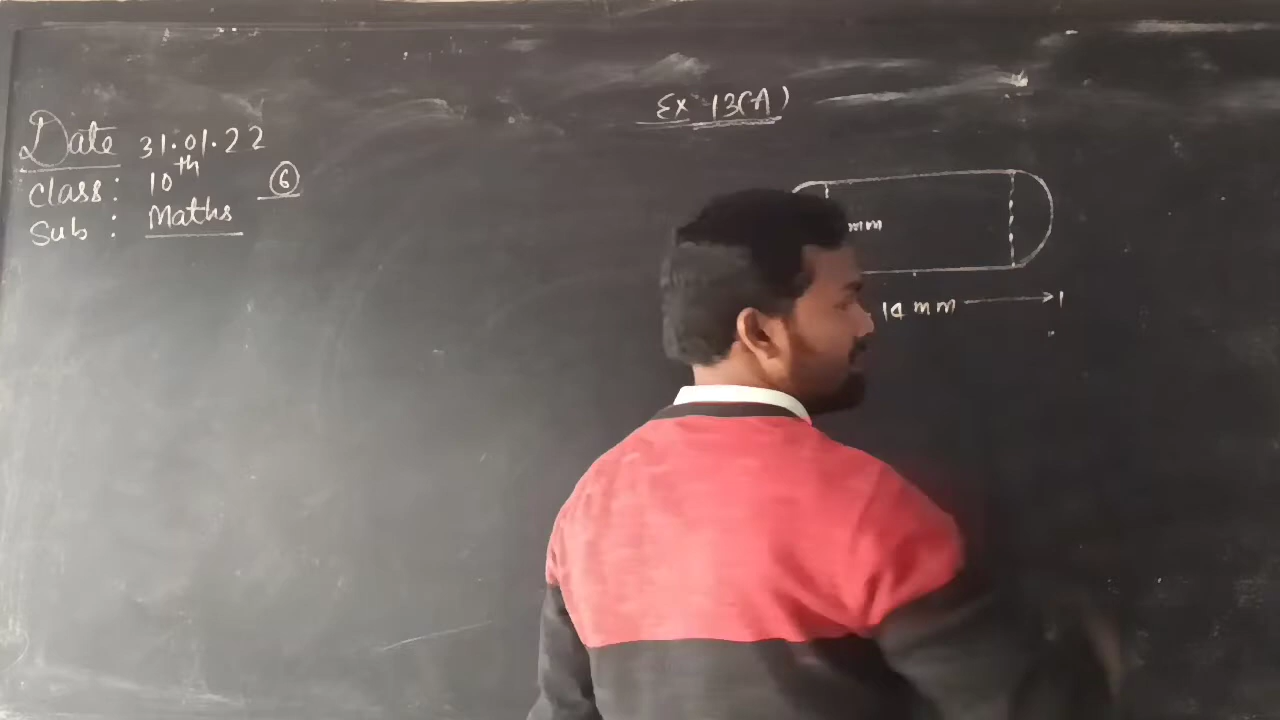 Ex 13(A)
Date 31.01.22
class: 10th
6
Sub: Maths
mm
14 mm